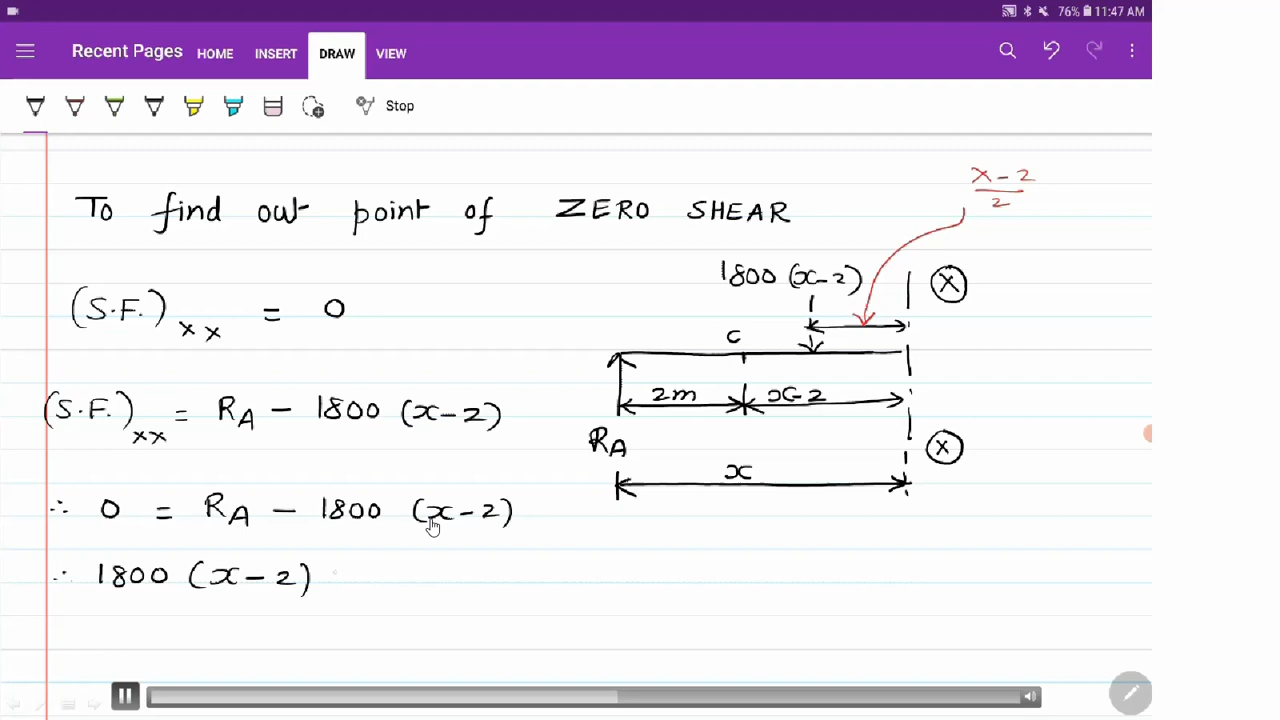 76% 11:47 AM
Recent Pages HOME INSERT DRAW VIEW
Stop
To find out point of ZERO SHEAR
x-2
2
1800 (x-2)
X
(S.F.) xx = 0
C
2m
x-2
(S.F.) xx = RA - 1800 (x-2)
RA
X
x
∴ 0 = RA - 1800 (x-2)
∴ 1800 (x-2)